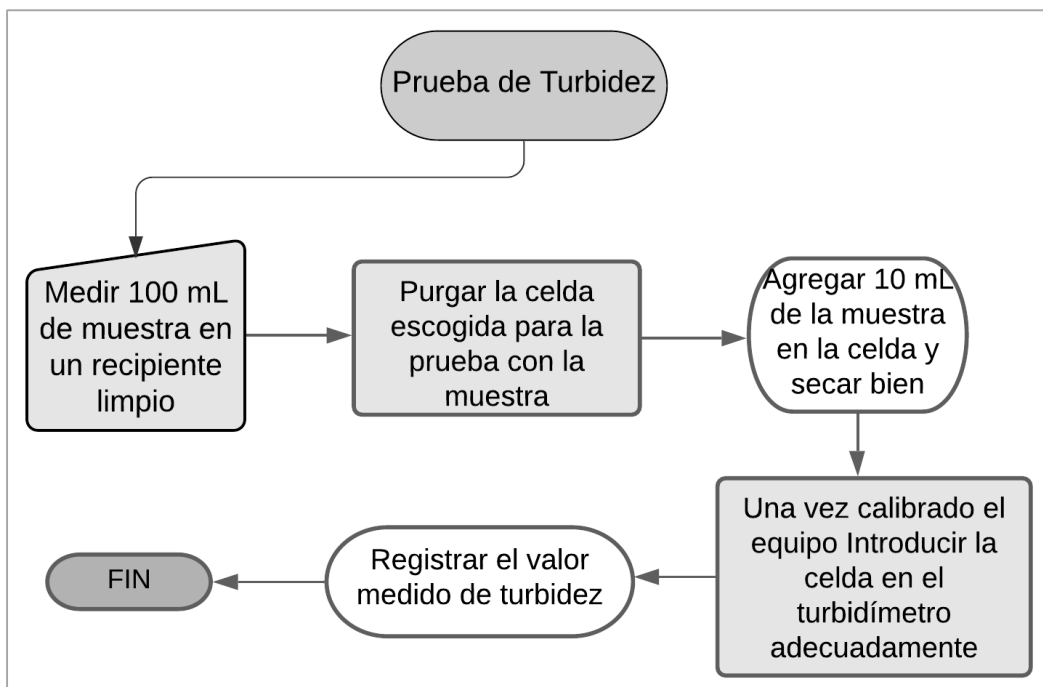 Prueba de Turbidez
Medir 100 mL
de muestra en
un recipiente
limpio
Purgar la celda
escogida para la
prueba con la
muestra
Agregar 10 mL
de la muestra
en la celda y
secar bien
Una vez calibrado el
equipo Introducir la
celda en el
turbidímetro
adecuadamente
Registrar el valor
medido de turbidez
FIN